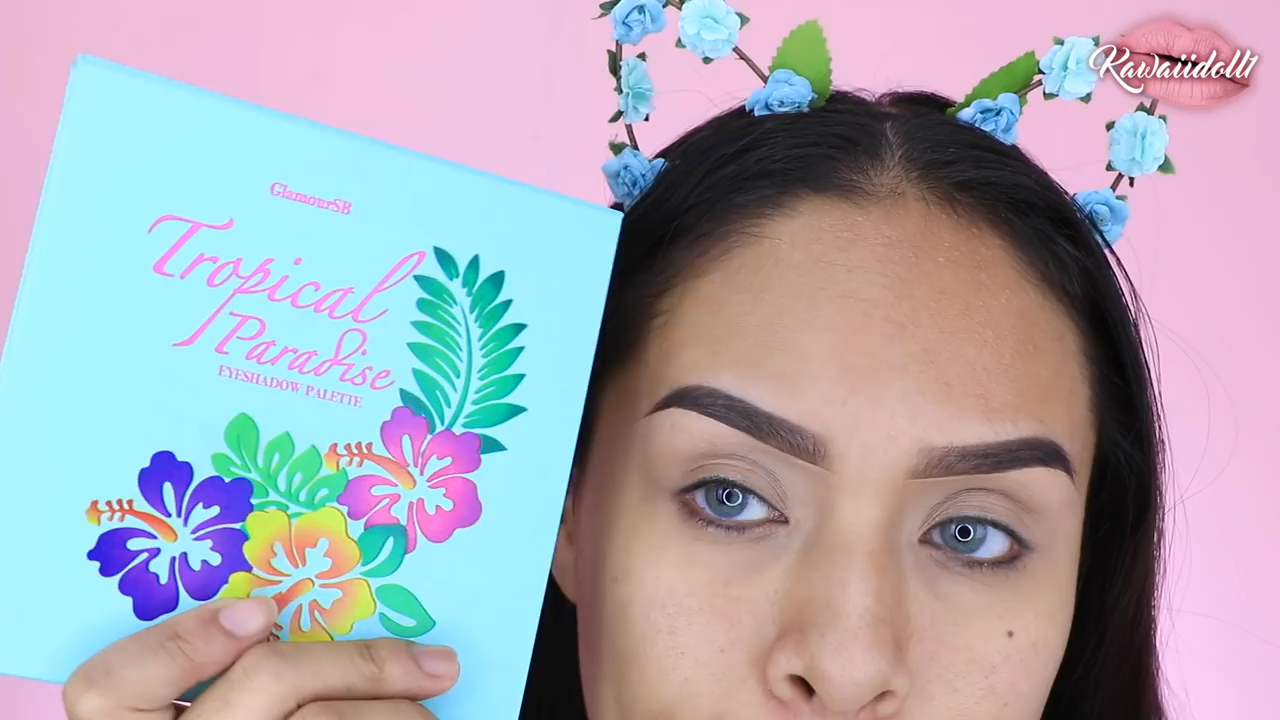 Kawaiidoll1
GlamourSB
Tropical
Paradise
EYESHADOW PALETTE